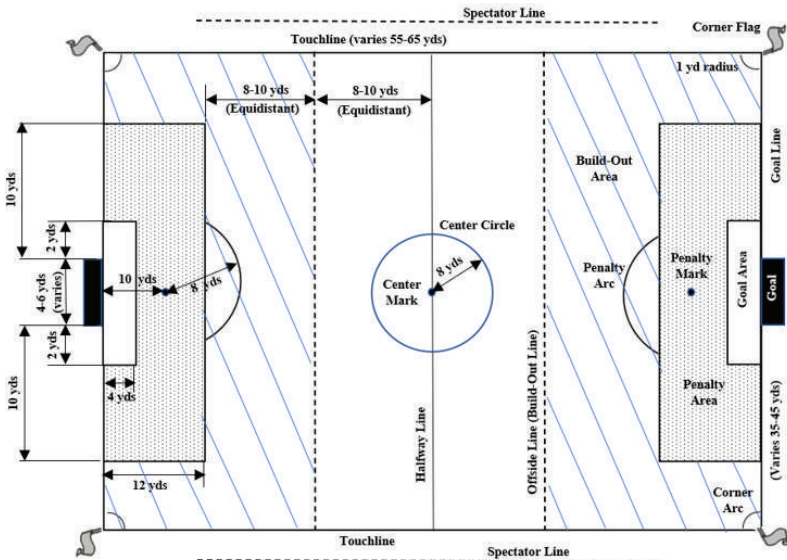 Spectator Line
Corner Flag
Touchline (varies 55-65 yds)
8-10 yds
(Equidistant)
8-10 yds
(Equidistant)
1 yd radius
10 yds
Build-Out
Area
Goal Line
2 yds
Center Circle
4-6 yds
(varies)
10 yds
8 yds
Center
Mark
8 yds
Penalty
Arc
Penalty
Mark
Goal Area
Goal
2 yds
10 yds
4 yds
Penalty
Area
12 yds
Halfway Line
Offside Line (Build-Out Line)
(Varies 35-45 yds)
Corner
Arc
Touchline
Spectator Line